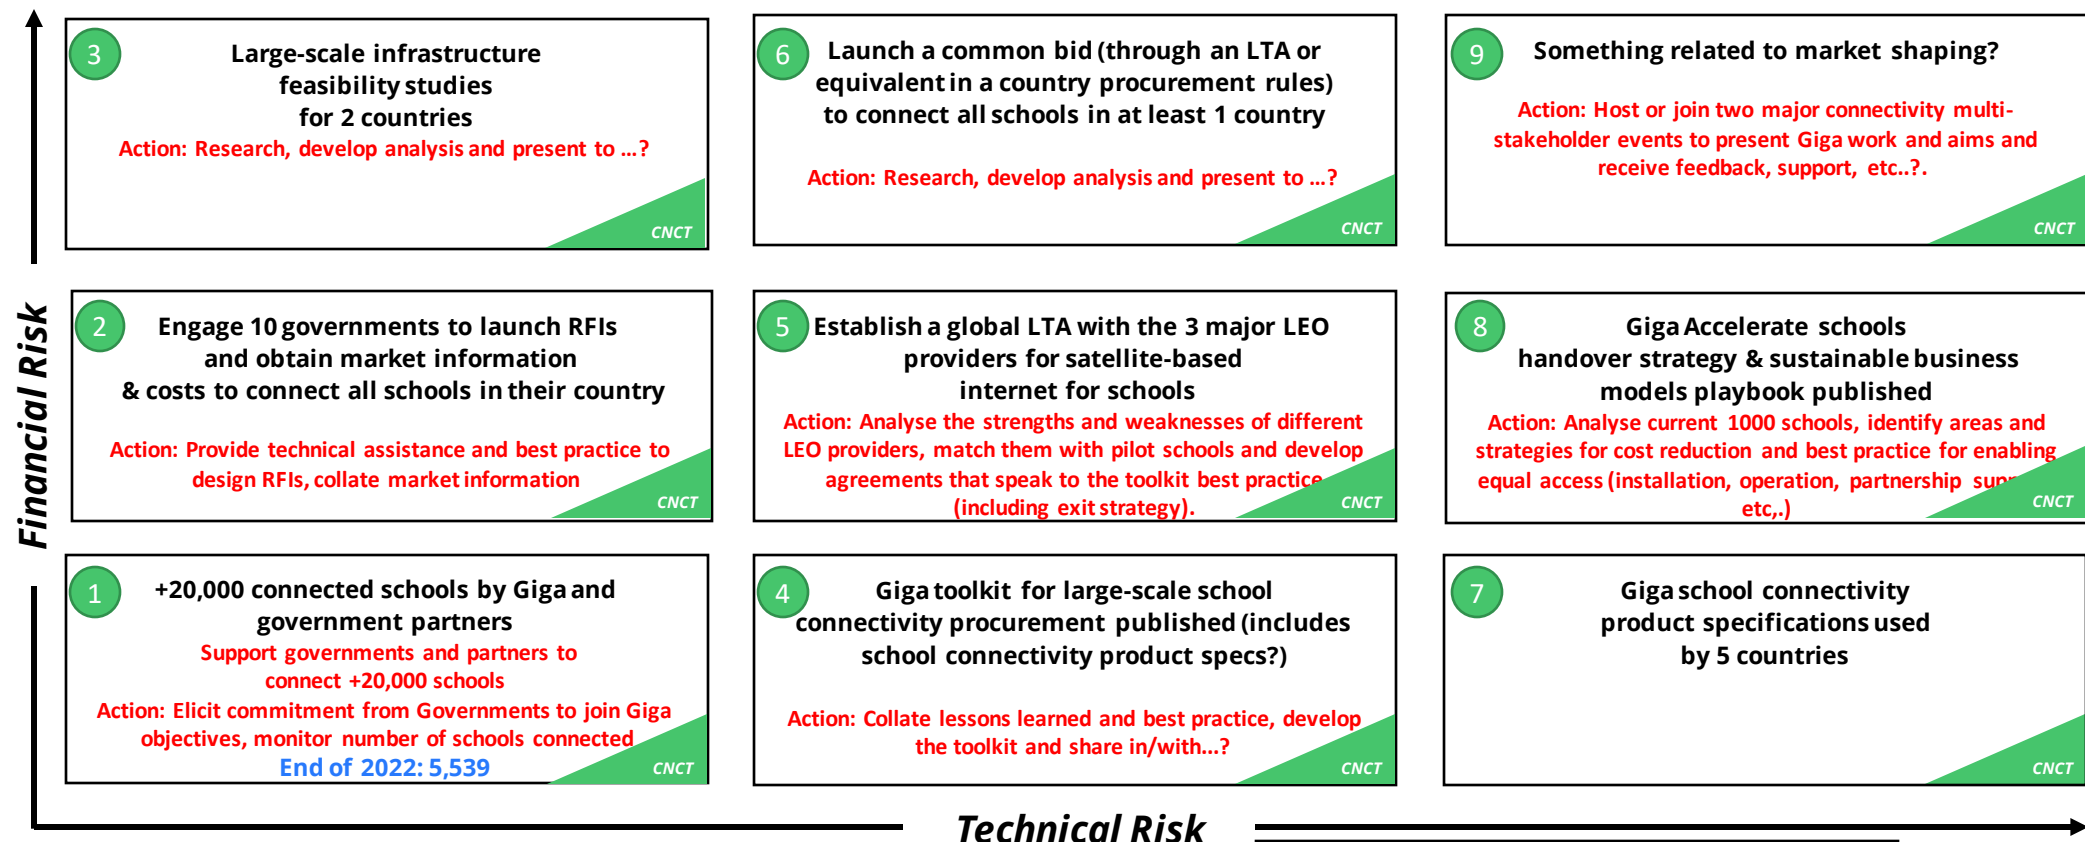 3
Large-scale infrastructure
feasibility studies
for 2 countries
Action: Research, develop analysis and present to ...?
CNCT
6
Launch a common bid (through an LTA or
equivalent in a country procurement rules)
to connect all schools in at least 1 country
Action: Research, develop analysis and present to ...?
CNCT
9
Something related to market shaping?
Action: Host or join two major connectivity multi-
stakeholder events to present Giga work and aims and
receive feedback, support, etc..?.
CNCT
Financial Risk
2
Engage 10 governments to launch RFIs
and obtain market information
& costs to connect all schools in their country
Action: Provide technical assistance and best practice to
design RFIs, collate market information
CNCT
5
Establish a global LTA with the 3 major LEO
providers for satellite-based
internet for schools
Action: Analyse the strengths and weaknesses of different
LEO providers, match them with pilot schools and develop
agreements that speak to the toolkit best practice
(including exit strategy).
CNCT
8
Giga Accelerate schools
handover strategy & sustainable business
models playbook published
Action: Analyse current 1000 schools, identify areas and
strategies for cost reduction and best practice for enabling
equal access (installation, operation, partnership
etc,.)
CNCT
1
+20,000 connected schools by Giga and
government partners
Support governments and partners to
connect +20,000 schools
Action: Elicit commitment from Governments to join Giga
objectives, monitor number of schools connected
End of 2022: 5,539
CNCT
4
Giga toolkit for large-scale school
connectivity procurement published (includes
school connectivity product specs?)
Action: Collate lessons learned and best practice, develop
the toolkit and share in/with...?
CNCT
7
Giga school connectivity
product specifications used
by 5 countries
CNCT
Technical Risk